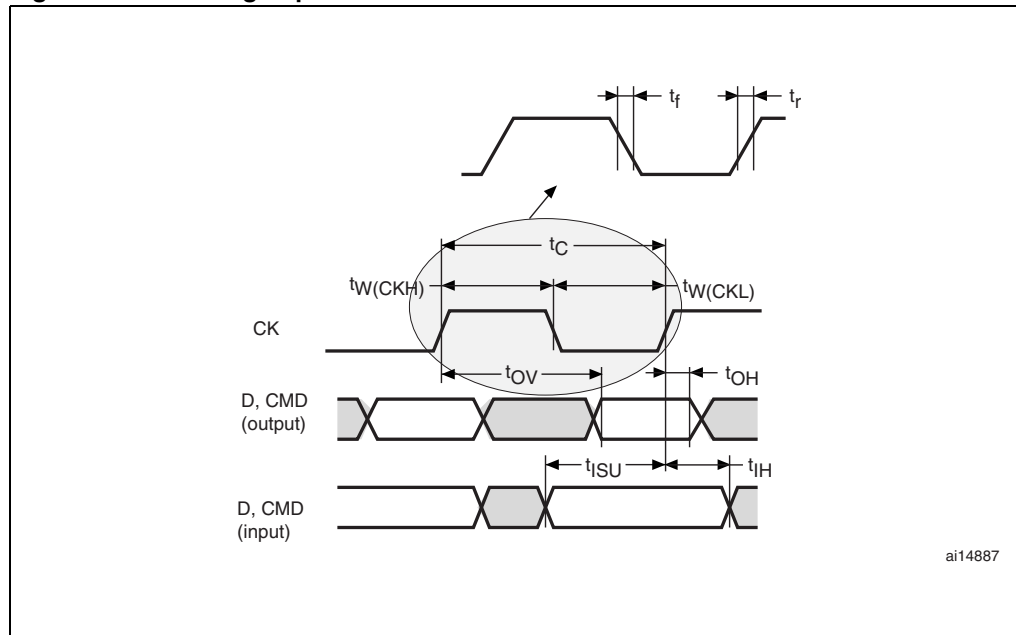 tf
tr
tC
tW(CKH)
tW(CKL)
CK
tOV
tOH
D, CMD
(output)
tISU
tIH
D, CMD
(input)
ai14887